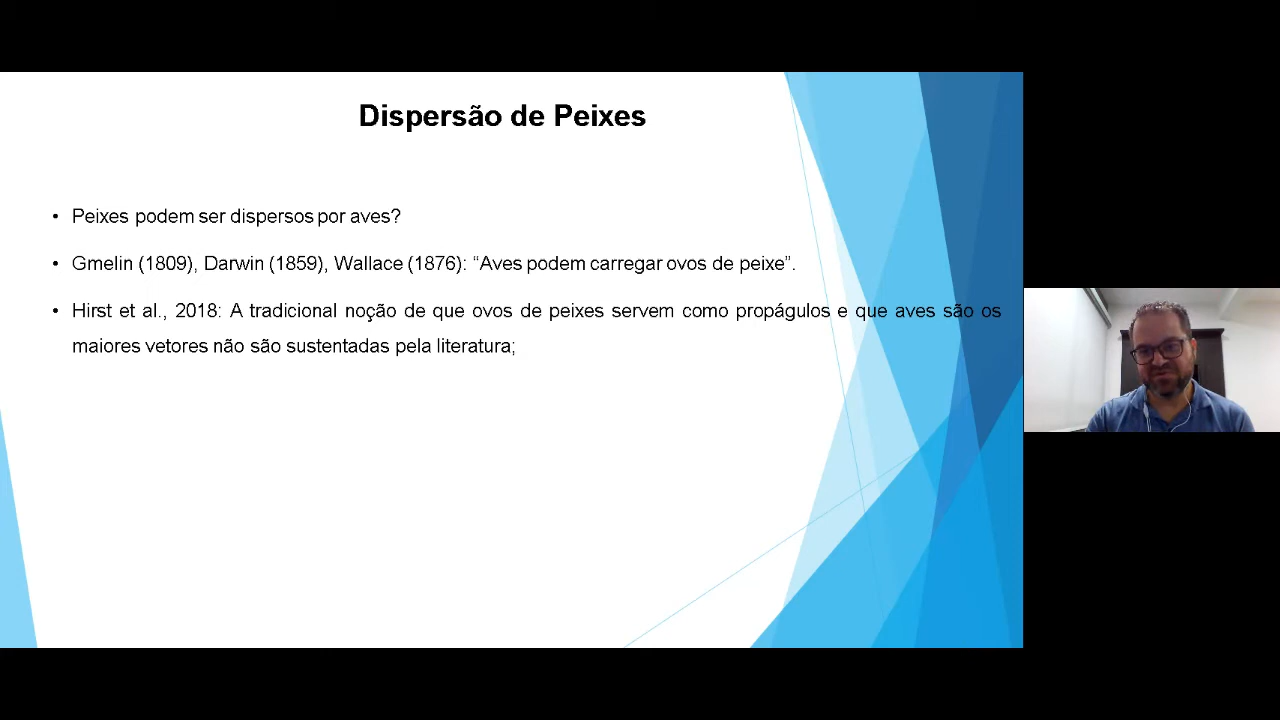 Dispersão de Peixes
• Peixes podem ser dispersos por aves?
• Gmelin (1809), Darwin (1859), Wallace (1876): “Aves podem carregar ovos de peixe”.
• Hirst et al., 2018: A tradicional noção de que ovos de peixes servem como propágulos e que aves são os
maiores vetores não são sustentadas pela literatura;